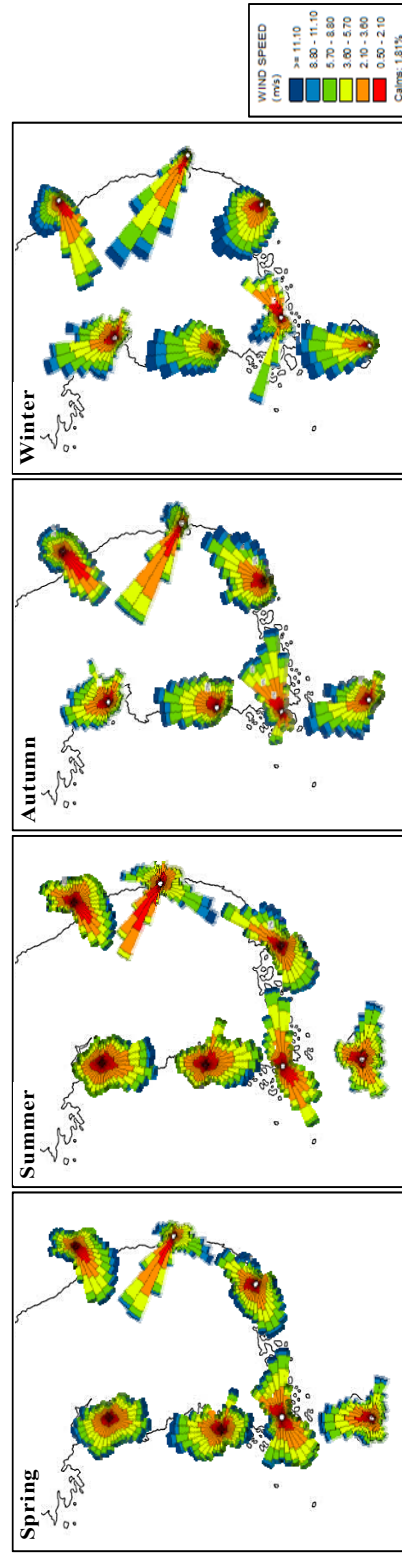 Spring
Summer
Autumn
Winter
WIND SPEED
(m/s)
>= 11.10
8.80 - 11.10
5.70 - 8.80
3.60 - 5.70
2.10 - 3.60
0.50 - 2.10
Calms: 1.81%